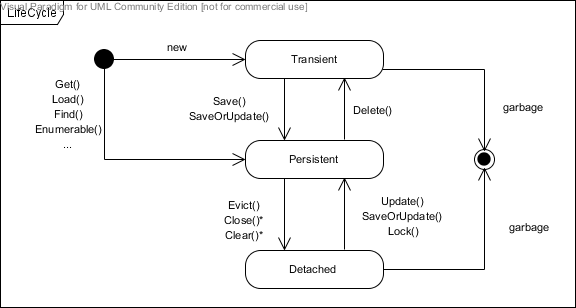 Visual Paradigm for UML Community Edition [not for commercial use]
LifeCycle
new
Transient
Get()
Load()
Find()
Enumerable()
...
Save()
SaveOrUpdate()
Delete()
garbage
Persistent
Evict()
Close()*
Clear()*
Update()
SaveOrUpdate()
Lock()
garbage
Detached